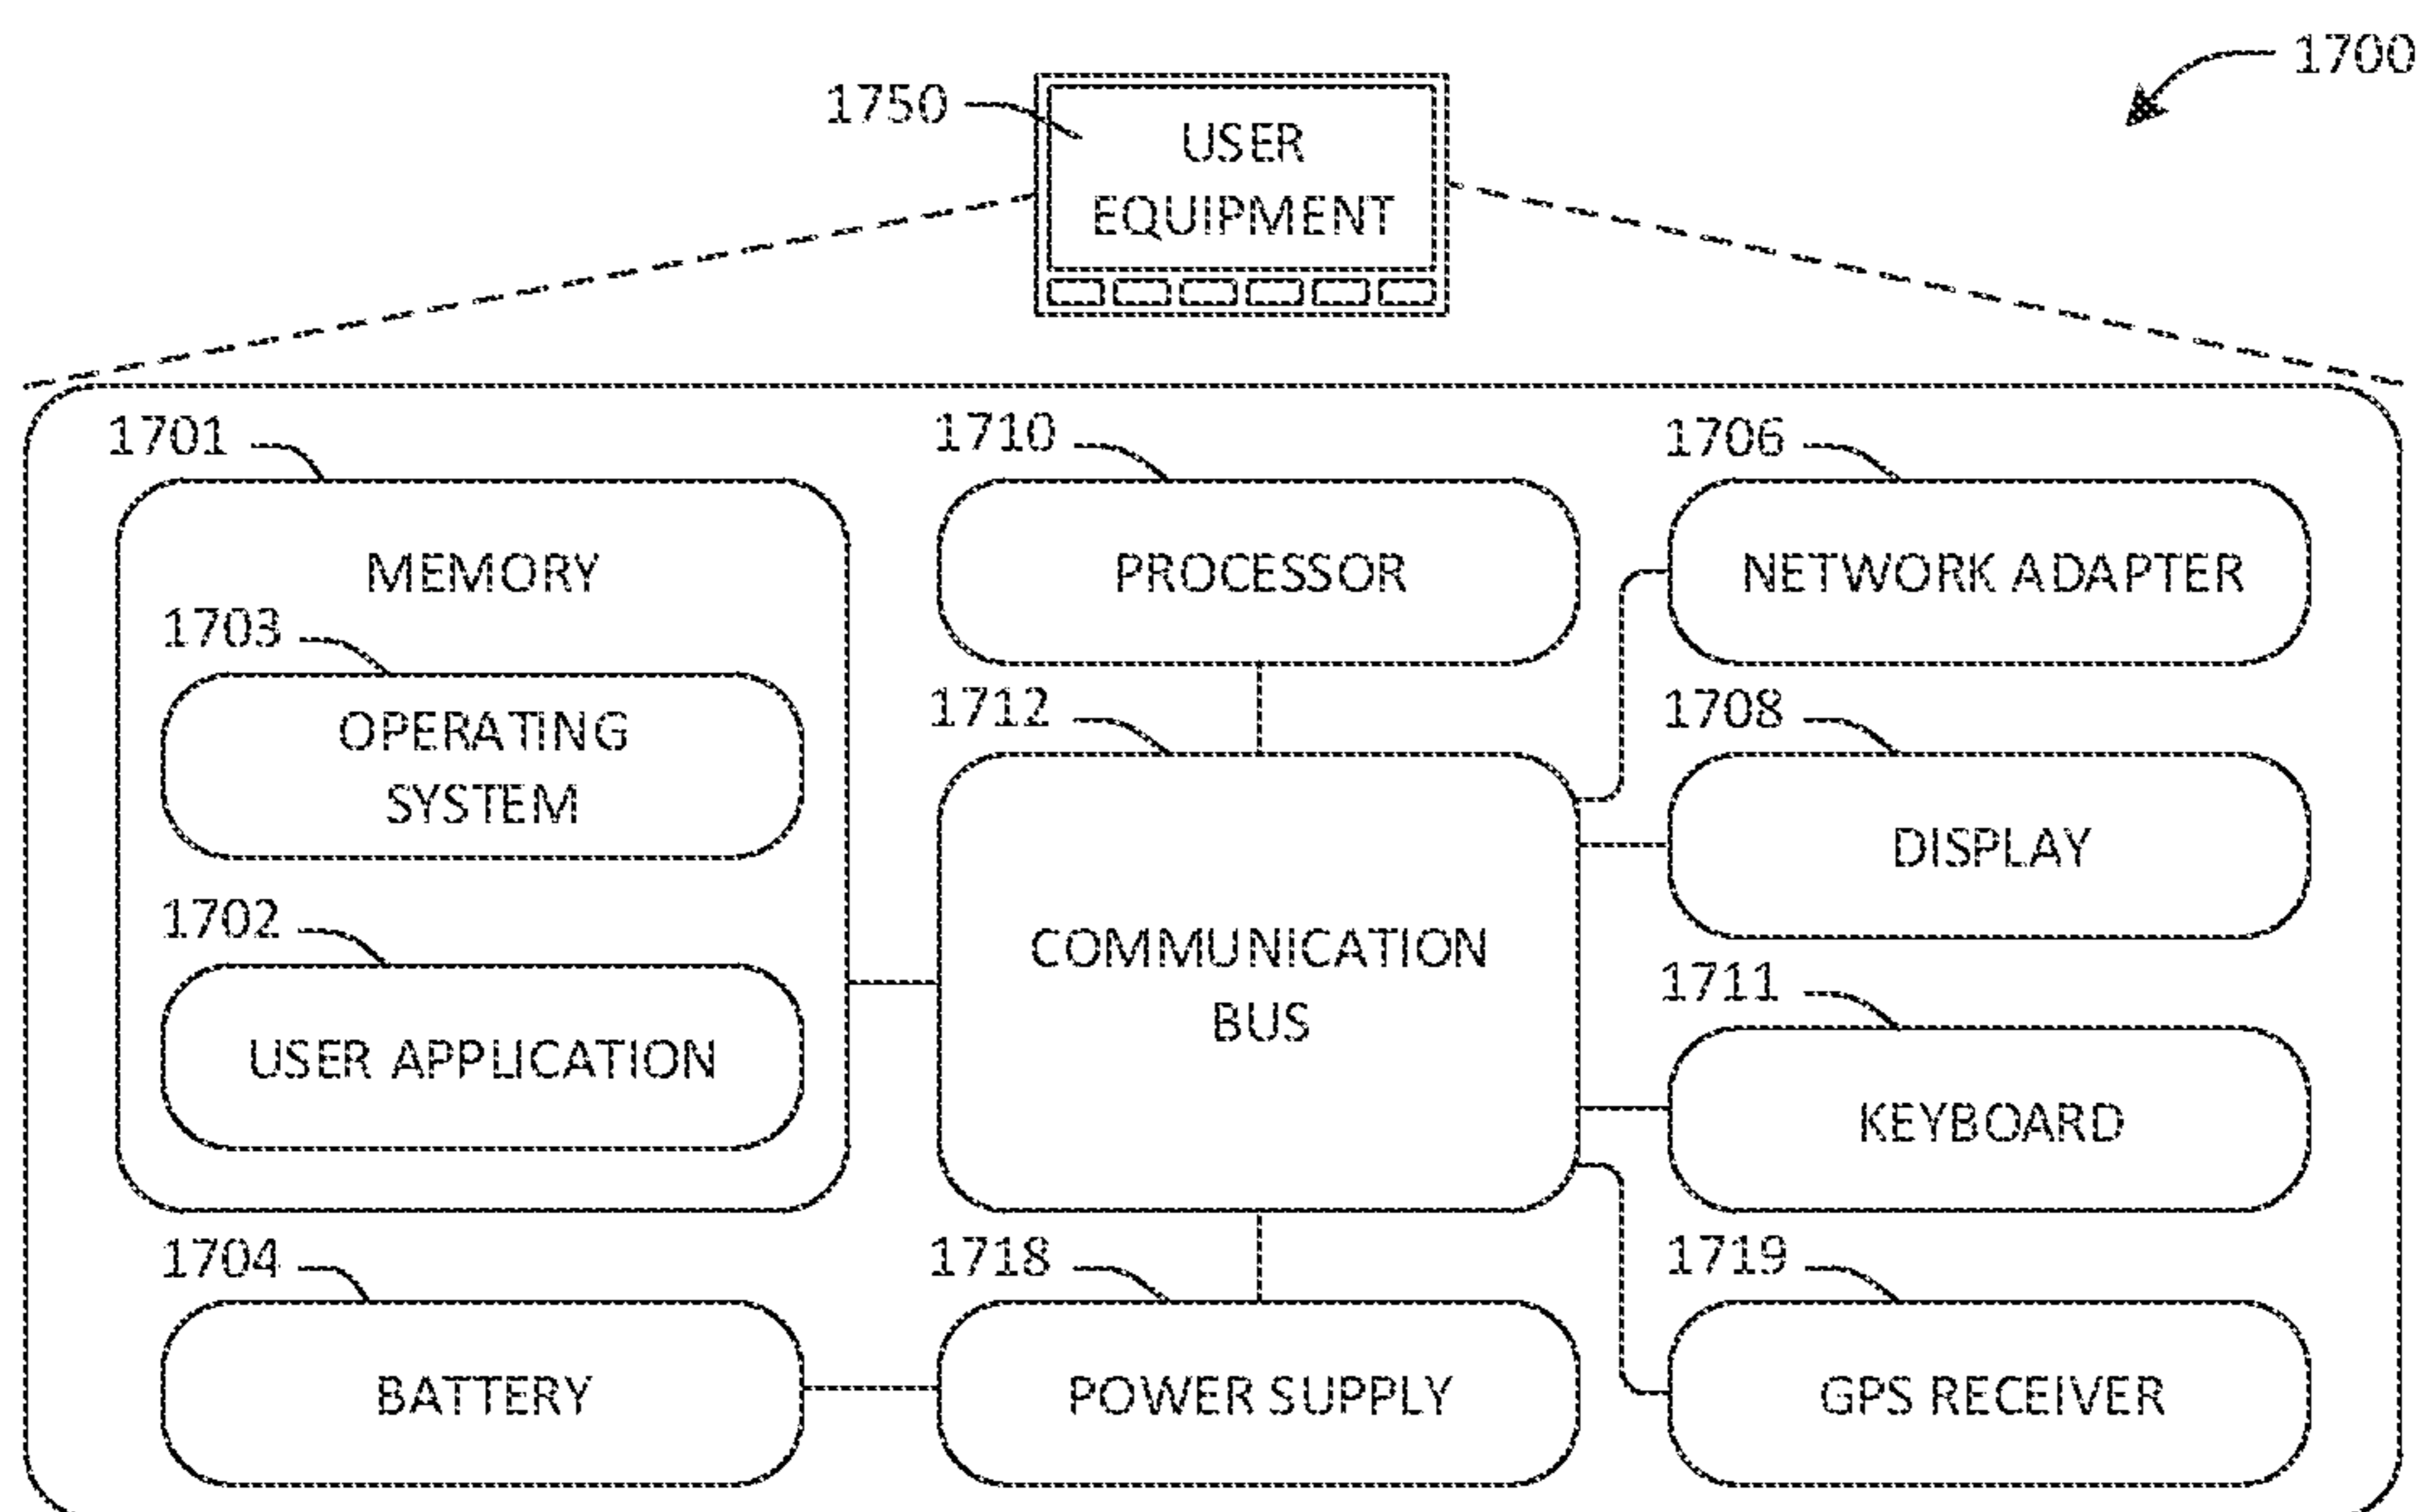 1700
1750
USER
EQUIPMENT
1701
1710
1706
MEMORY
PROCESSOR
NETWORK ADAPTER
1703
1712
1708
OPERATING
SYSTEM
DISPLAY
1702
COMMUNICATION
BUS
1711
USER APPLICATION
KEYBOARD
1704
1718
1719
BATTERY
POWER SUPPLY
GPS RECEIVER